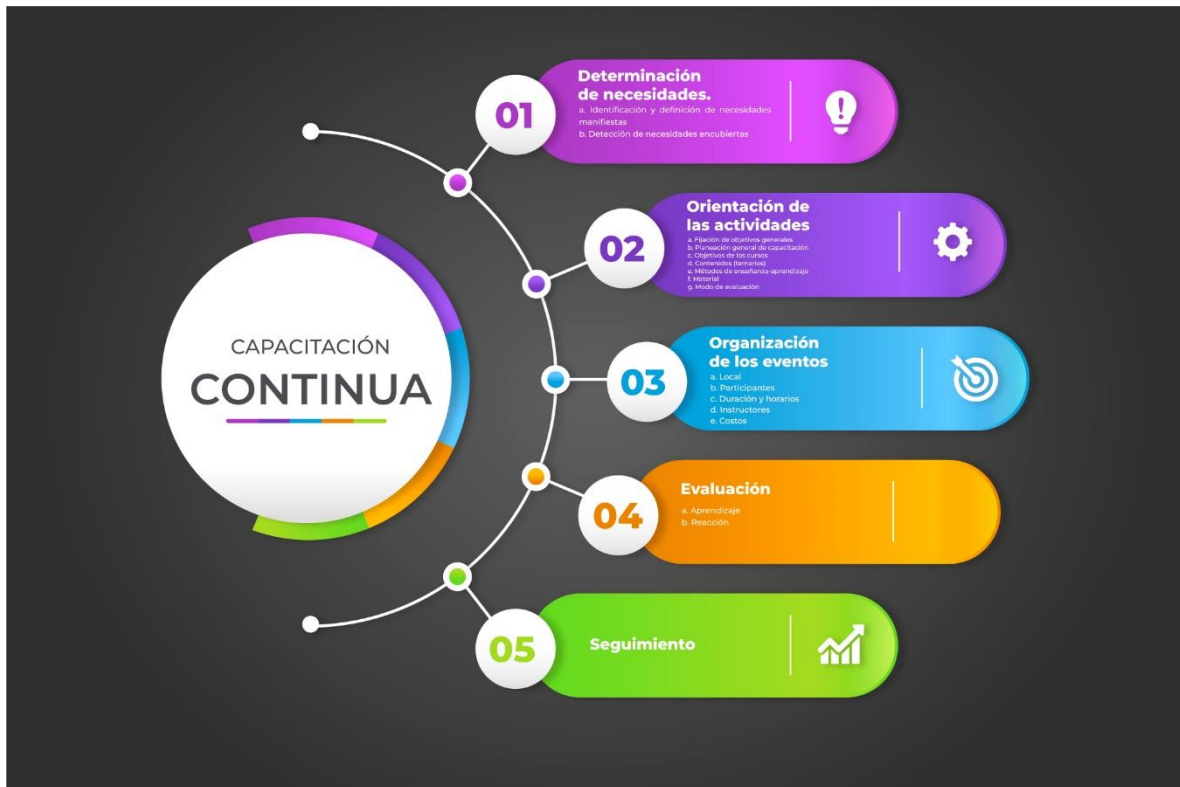 CAPACITACIÓN
CONTINUA
01
Determinación
de necesidades.
a. Identificación y definición de necesidades
manifiestas
b. Detección de necesidades encubiertas
02
Orientación de
las actividades
a. Fijación de objetivos generales
b. Planeación general de capacitación
c. Objetivos de los cursos
d. Contenidos (temarios)
e. Métodos de enseñanza-aprendizaje
f. Material
g. Modo de evaluación
03
Organización
de los eventos
a. Local
b. Participantes
c. Duración y horarios
d. Instructores
e. Costos
04
Evaluación
a. Aprendizaje
b. Reacción
05
Seguimiento